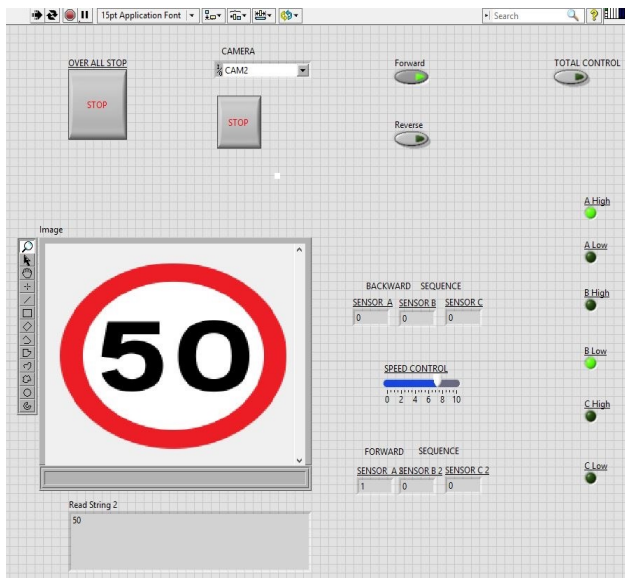 15pt Application Font
Search
OVER ALL STOP
STOP
CAMERA
CAM2
STOP
Forward
Reverse
TOTAL CONTROL
A High
A Low
B High
B Low
C High
C Low
Image
50
BACKWARD SEQUENCE
SENSOR A SENSOR B SENSOR C
0 0 0
SPEED CONTROL
0 2 4 6 8 10
FORWARD SEQUENCE
SENSOR A SENSOR B 2 SENSOR C 2
1 0 0
Read String 2
50